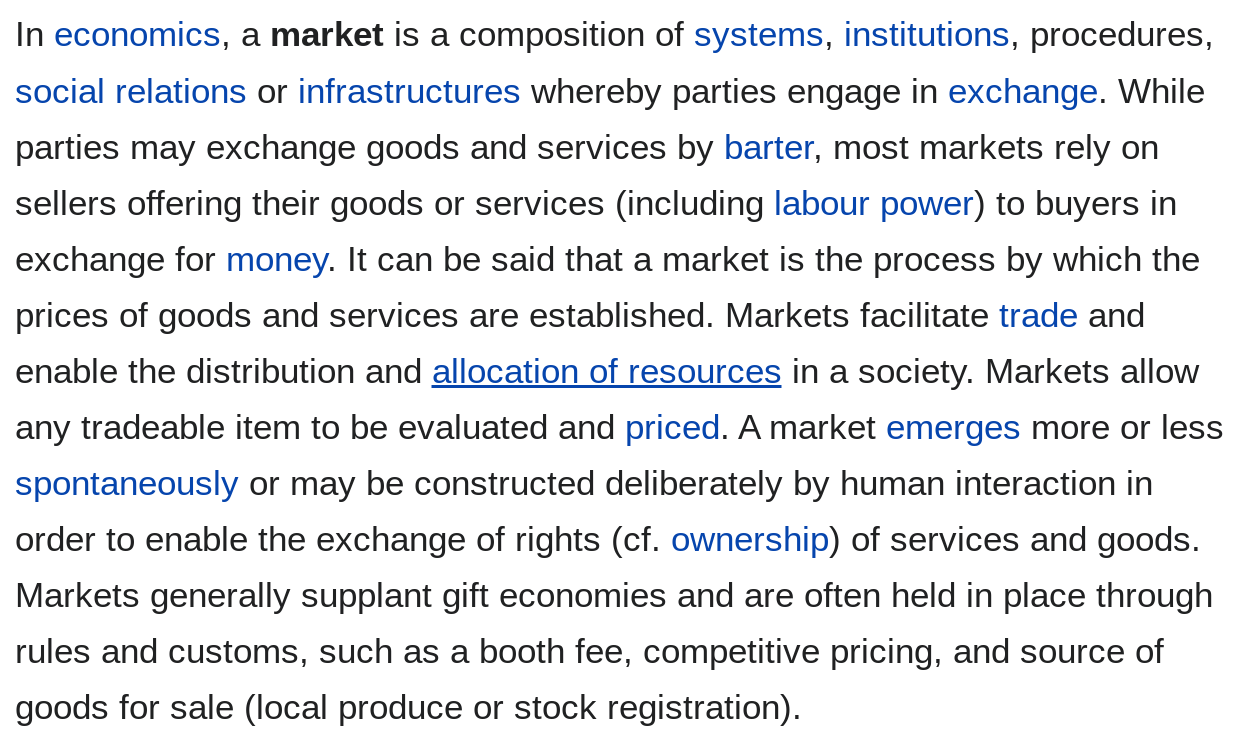 In economics, a market is a composition of systems, institutions, procedures,
social relations or infrastructures whereby parties engage in exchange. While
parties may exchange goods and services by barter, most markets rely on
sellers offering their goods or services (including labour power) to buyers in
exchange for money. It can be said that a market is the process by which the
prices of goods and services are established. Markets facilitate trade and
enable the distribution and allocation of resources in a society. Markets allow
any tradeable item to be evaluated and priced. A market emerges more or less
spontaneously or may be constructed deliberately by human interaction in
order to enable the exchange of rights (cf. ownership) of services and goods.
Markets generally supplant gift economies and are often held in place through
rules and customs, such as a booth fee, competitive pricing, and source of
goods for sale (local produce or stock registration).